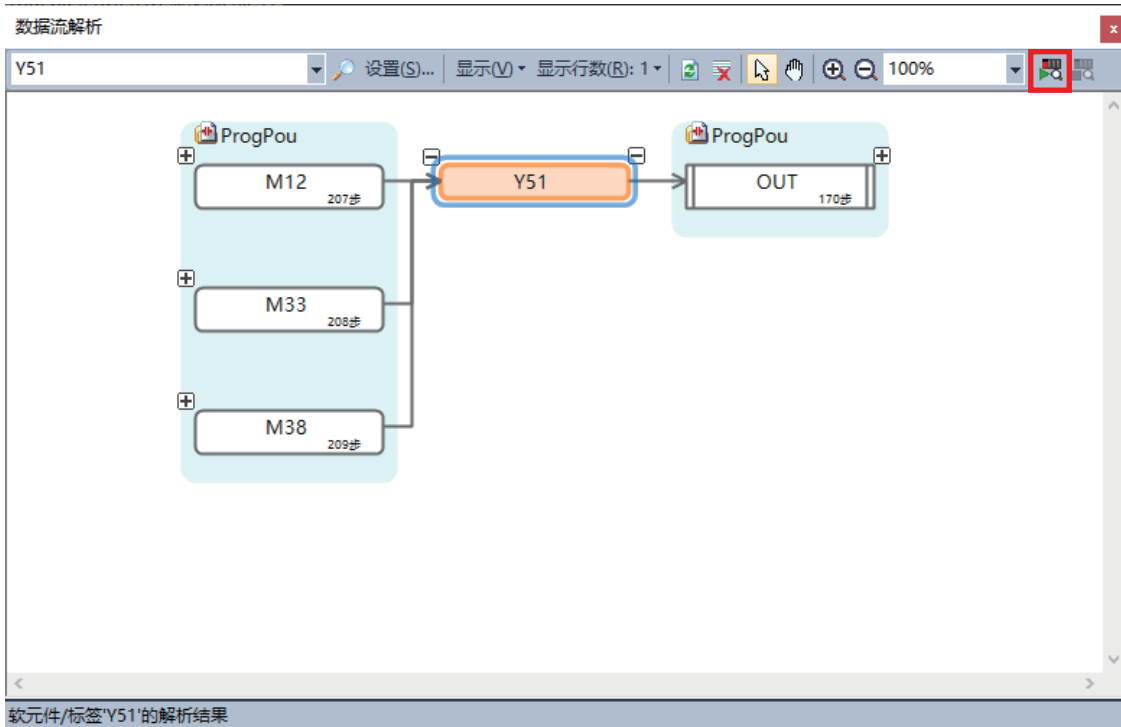 数据流解析
x
Y51
设置(S)... 显示(V) 显示行数(R): 1 100%
ProgPou
M12
207步
M33
208步
M38
209步
Y51
ProgPou
OUT
170步
软元件/标签'Y51'的解析结果